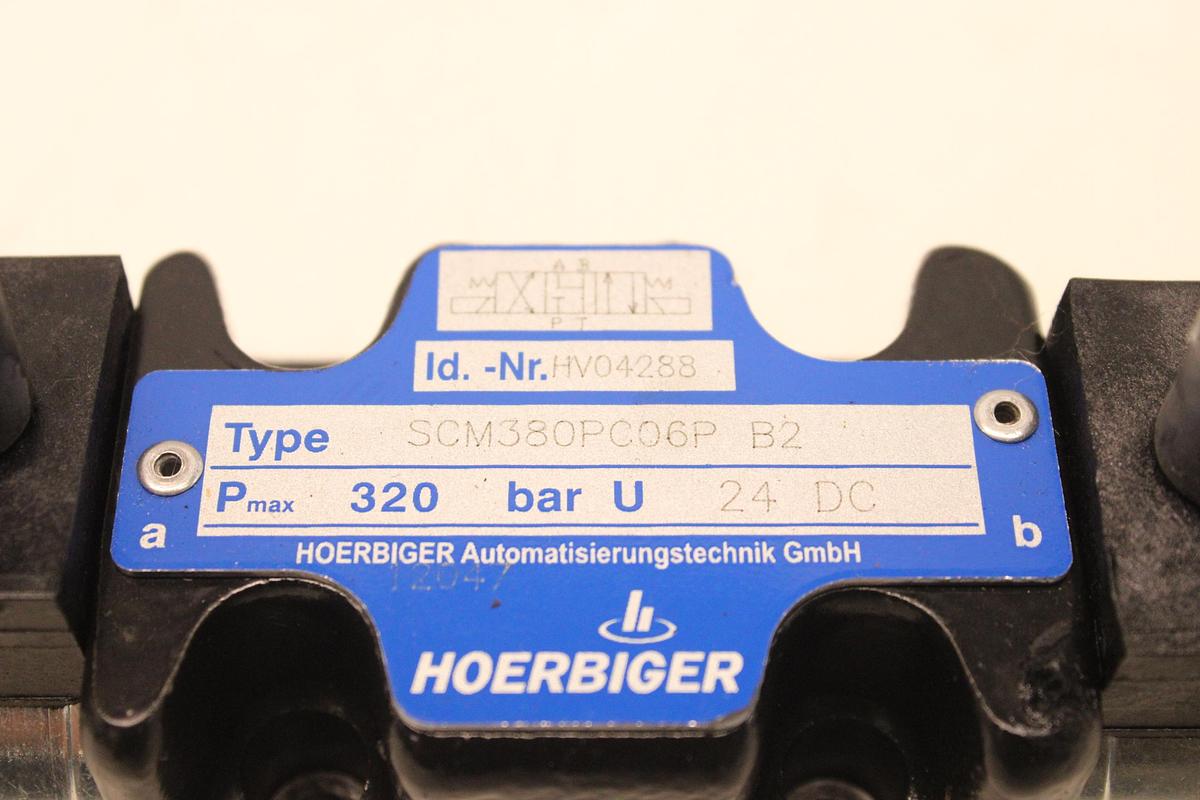 A B
P T
Id. -Nr. HV04288
Type SCM380PC06P B2
Pmax 320 bar U 24 DC
a
b
HOERBIGER Automatisierungstechnik GmbH
12047
HOERBIGER